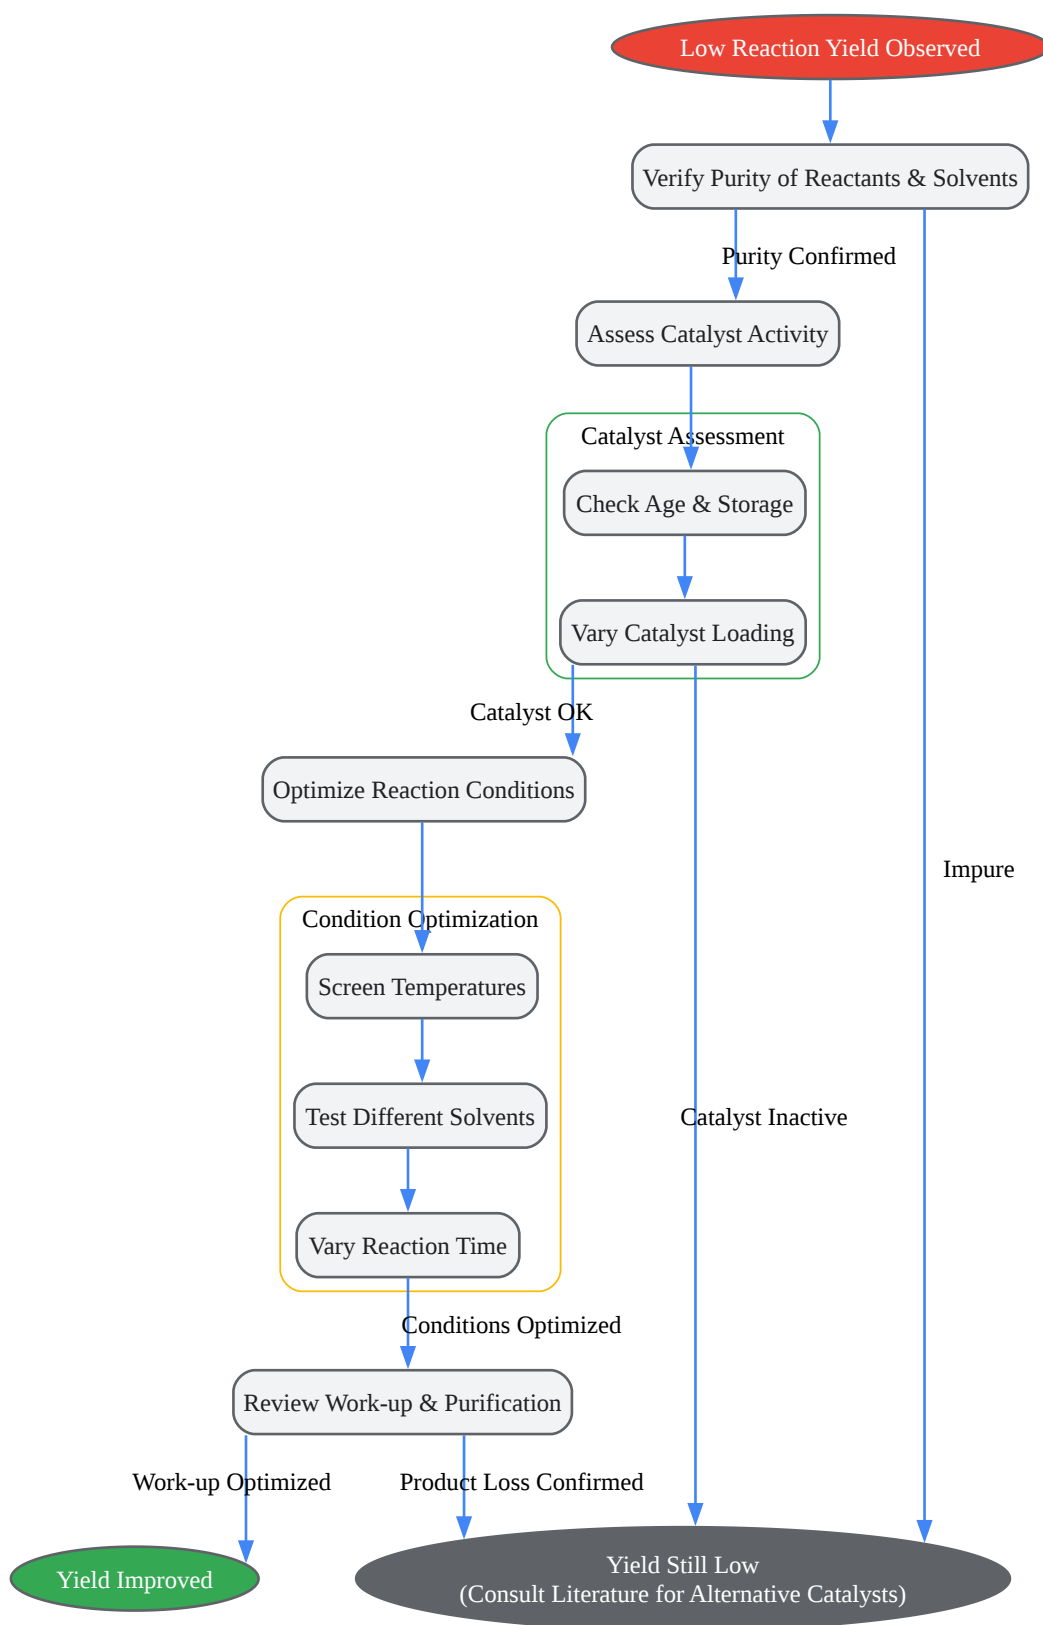 Low Reaction Yield Observed
Verify Purity of Reactants & Solvents
Purity Confirmed
Assess Catalyst Activity
Catalyst Assessment
Check Age & Storage
Vary Catalyst Loading
Catalyst OK
Optimize Reaction Conditions
Impure
Condition Optimization
Screen Temperatures
Test Different Solvents
Catalyst Inactive
Vary Reaction Time
Conditions Optimized
Review Work-up & Purification
Work-up Optimized
Product Loss Confirmed
Yield Improved
Yield Still Low
(Consult Literature for Alternative Catalysts)